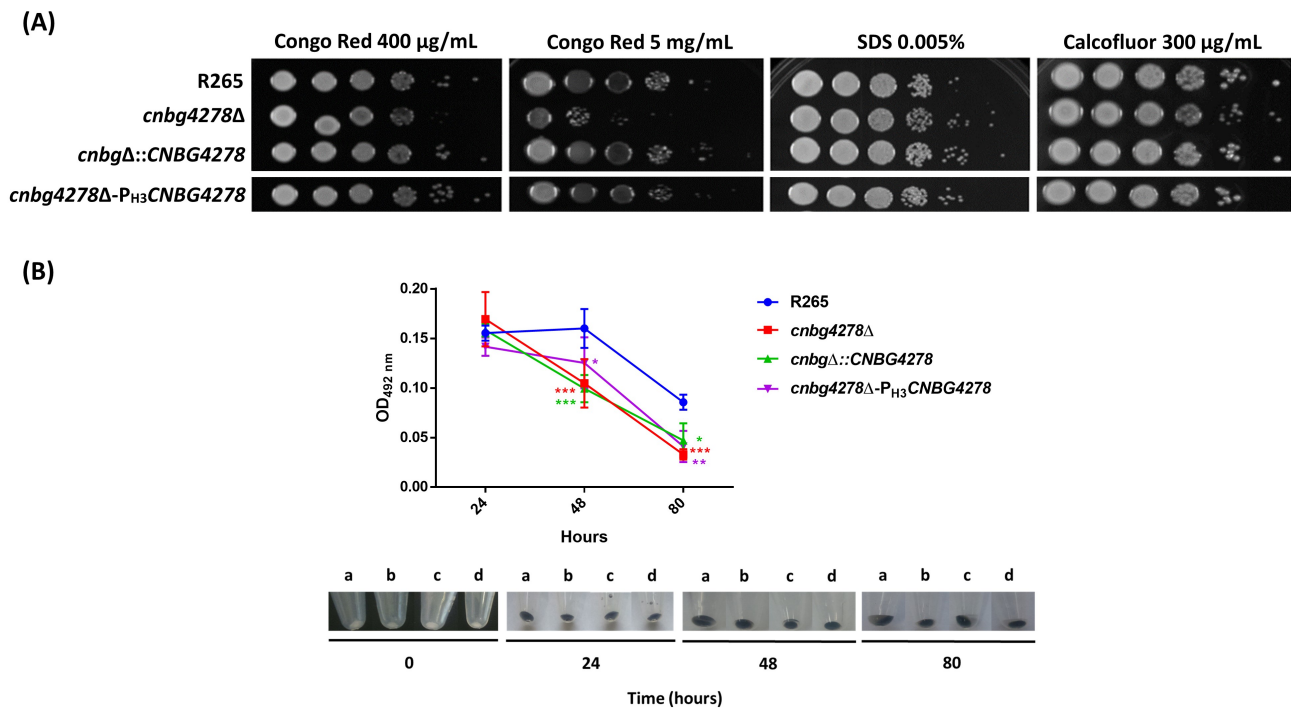 (A)
Congo Red 400 µg/mL Congo Red 5 mg/mL SDS 0.005% Calcofluor 300 µg/mL
R265
cnbg4278Δ
cnbgΔ::CNBG4278
cnbg4278Δ-PH3CNBG4278
(B)
0.20
0.15
0.10
0.05
0.00
OD492 nm
24 48 80
Hours
*
***
***
*
***
**
R265
cnbg4278Δ
cnbgΔ::CNBG4278
cnbg4278Δ-PH3CNBG4278
a b c d a b c d a b c d a b c d
0 24 48 80
Time (hours)